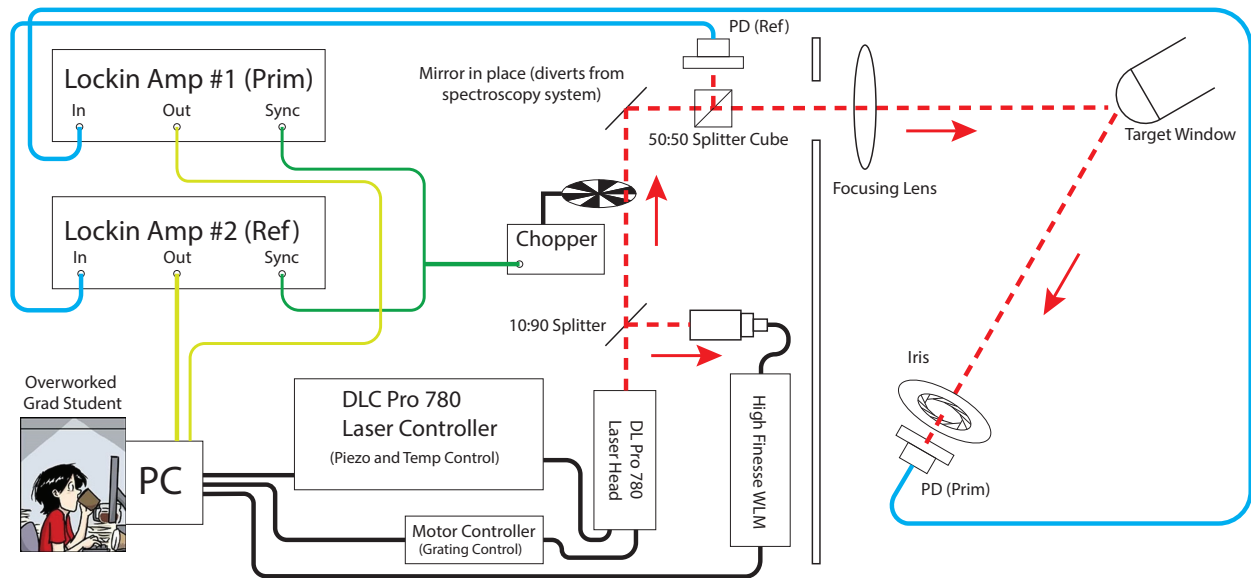 PD (Ref)
Lockin Amp #1 (Prim)
In
Out
Sync
Mirror in place (diverts from
spectroscopy system)
50:50 Splitter Cube
Target Window
Focusing Lens
Lockin Amp #2 (Ref)
In
Out
Sync
Chopper
10:90 Splitter
Iris
Overworked
Grad Student
DLC Pro 780
Laser Controller
(Piezo and Temp Control)
DL Pro 780
Laser Head
High Finesse WLM
PC
PD (Prim)
Motor Controller
(Grating Control)